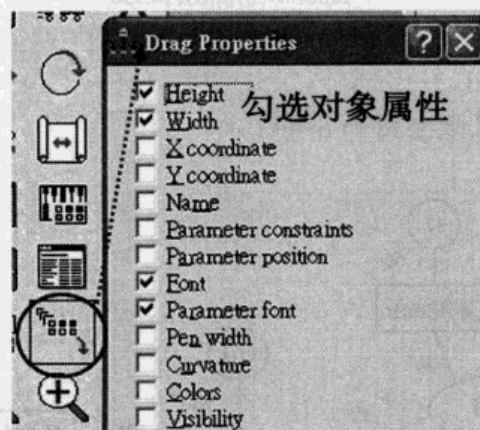 Drag Properties
Height
勾选对象属性
Width
X coordinate
Y coordinate
Name
Parameter constraints
Parameter position
Font
Parameter font
Pen width
Curvature
Colors
Visibility